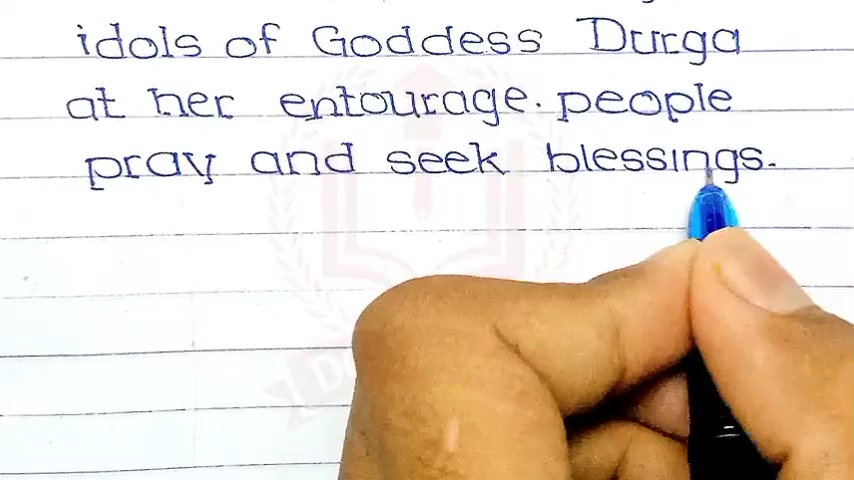 idols of Goddess Durga
at her entourage. people
pray and seek blessings.